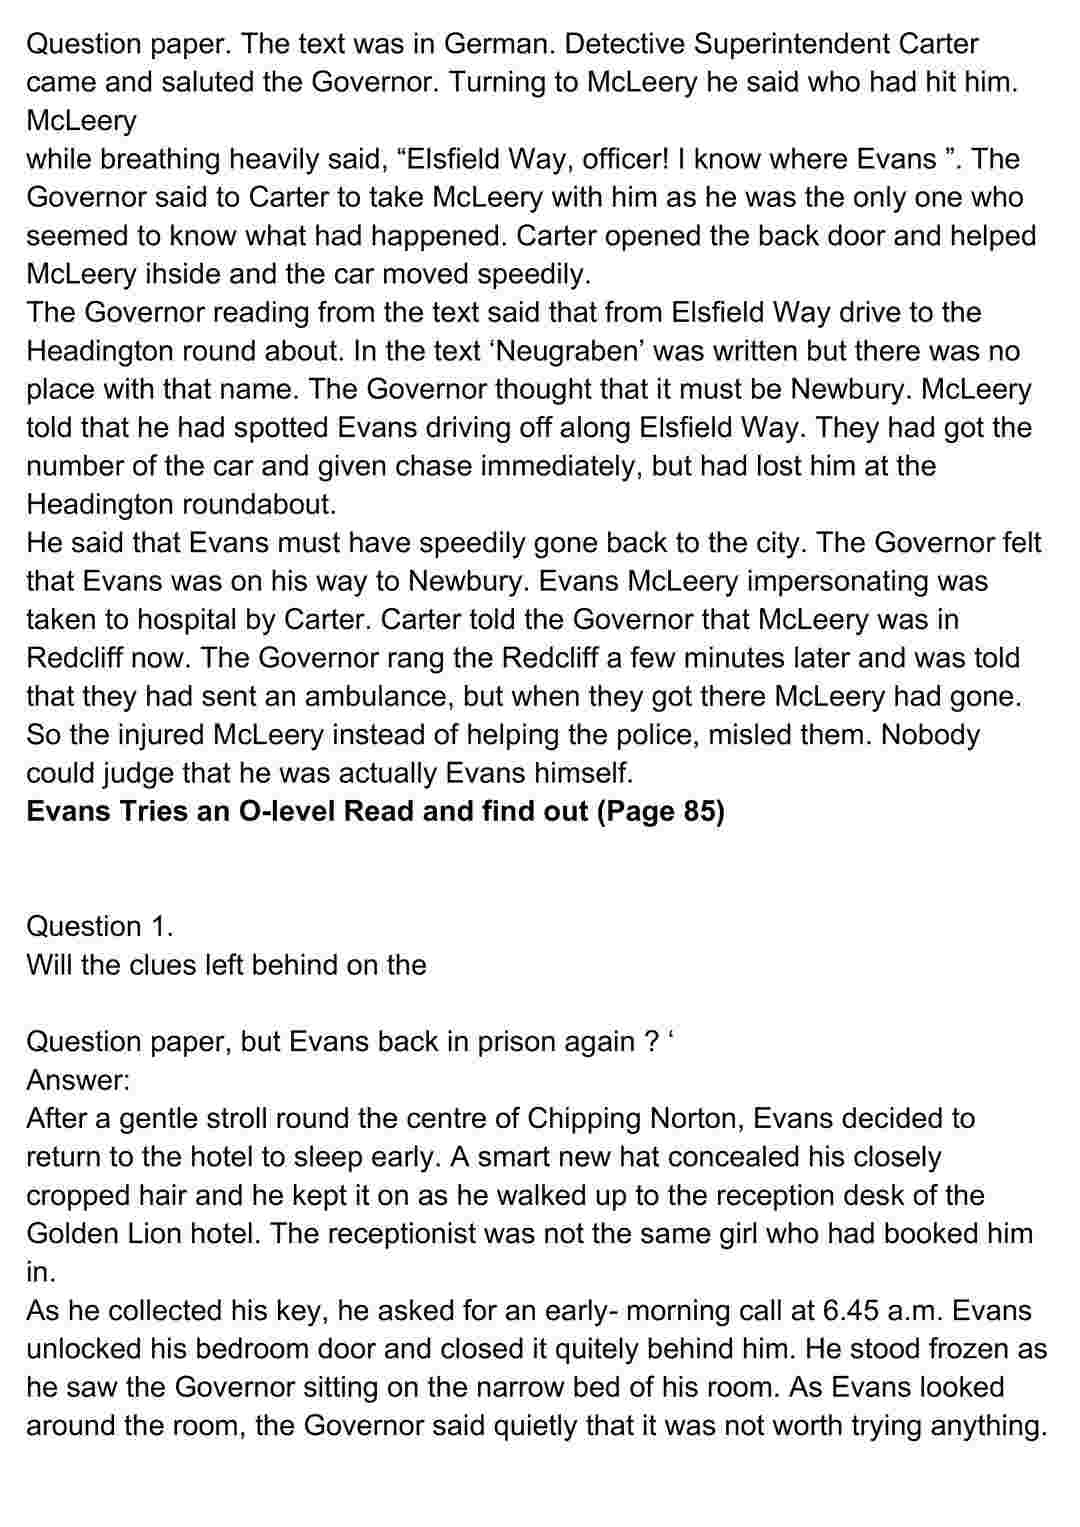 Question paper. The text was in German. Detective Superintendent Carter
came and saluted the Governor. Turning to McLeery he said who had hit him.
McLeery
while breathing heavily said, “Elsfield Way, officer! I know where Evans ”. The
Governor said to Carter to take McLeery with him as he was the only one who
seemed to know what had happened. Carter opened the back door and helped
McLeery ihside and the car moved speedily.
The Governor reading from the text said that from Elsfield Way drive to the
Headington round about. In the text ‘Neugraben’ was written but there was no
place with that name. The Governor thought that it must be Newbury. McLeery
told that he had spotted Evans driving off along Elsfield Way. They had got the
number of the car and given chase immediately, but had lost him at the
Headington roundabout.
He said that Evans must have speedily gone back to the city. The Governor felt
that Evans was on his way to Newbury. Evans McLeery impersonating was
taken to hospital by Carter. Carter told the Governor that McLeery was in
Redcliff now. The Governor rang the Redcliff a few minutes later and was told
that they had sent an ambulance, but when they got there McLeery had gone.
So the injured McLeery instead of helping the police, misled them. Nobody
could judge that he was actually Evans himself.
Evans Tries an O-level Read and find out (Page 85)
Question 1.
Will the clues left behind on the
Question paper, but Evans back in prison again ? ‘
Answer:
After a gentle stroll round the centre of Chipping Norton, Evans decided to
return to the hotel to sleep early. A smart new hat concealed his closely
cropped hair and he kept it on as he walked up to the reception desk of the
Golden Lion hotel. The receptionist was not the same girl who had booked him
in.
As he collected his key, he asked for an early- morning call at 6.45 a.m. Evans
unlocked his bedroom door and closed it quitely behind him. He stood frozen as
he saw the Governor sitting on the narrow bed of his room. As Evans looked
around the room, the Governor said quietly that it was not worth trying anything.